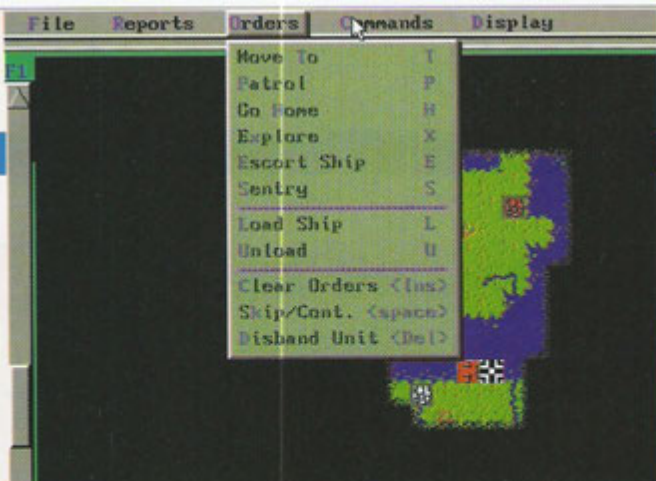 File Reports Orders Commands Display
F1
Move To T
Patrol P
Go Home H
Explore X
Escort Ship E
Sentry S
Load Ship L
Unload U
Clear Orders <Ins>
Skip/Cont. <space>
Disband Unit <Del>